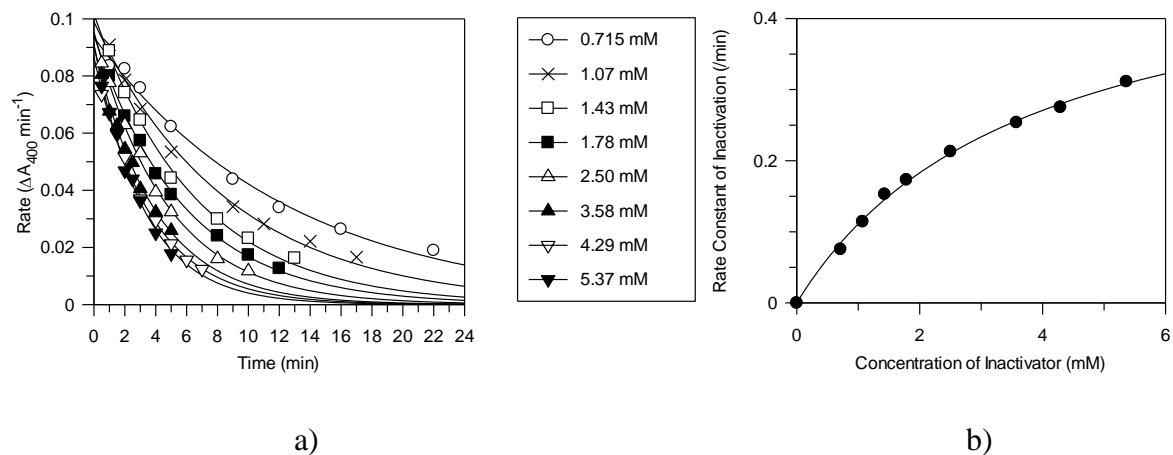 0.1
0.08
0.06
0.04
0.02
0
Rate (ΔA400 min-1)
0 2 4 6 8 10 12 14 16 18 20 22 24
Time (min)
a)
0.715 mM
1.07 mM
1.43 mM
1.78 mM
2.50 mM
3.58 mM
4.29 mM
5.37 mM
0.4
0.2
0
Rate Constant of Inactivation (/min)
0 2 4 6
Concentration of Inactivator (mM)
b)